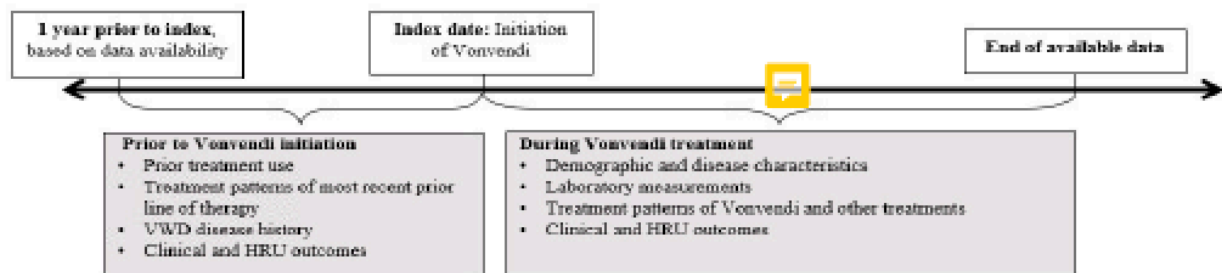 1 year prior to index,
based on data availability
Index date: Initiation
of Vonvendi
End of available data
Prior to Vonvendi initiation
• Prior treatment use
• Treatment patterns of most recent prior
line of therapy
• VWD disease history
• Clinical and HRU outcomes
During Vonvendi treatment
• Demographic and disease characteristics
• Laboratory measurements
• Treatment patterns of Vonvendi and other treatments
• Clinical and HRU outcomes